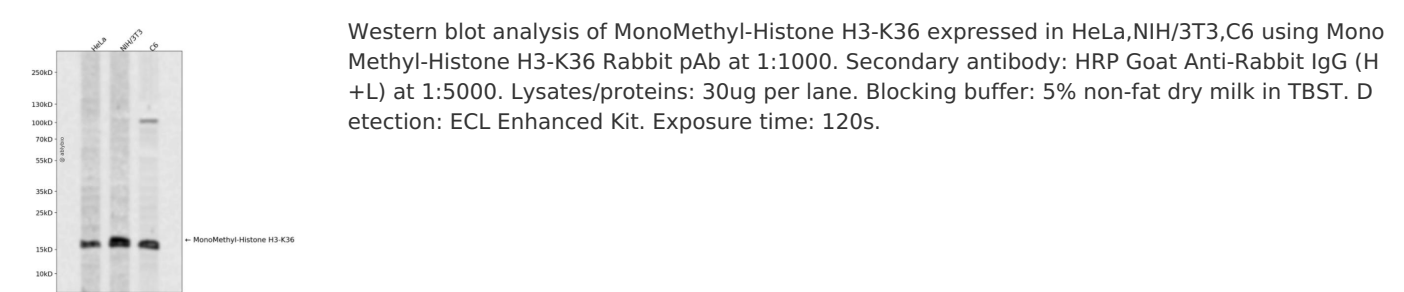 HeLa
NIH/3T3
C6
250kD
130kD
100kD
70kD
55kD
35kD
25kD
15kD
10kD
@ ablybio
← MonoMethyl-Histone H3-K36
Western blot analysis of MonoMethyl-Histone H3-K36 expressed in HeLa,NIH/3T3,C6 using Mono
Methyl-Histone H3-K36 Rabbit pAb at 1:1000. Secondary antibody: HRP Goat Anti-Rabbit IgG (H
+L) at 1:5000. Lysates/proteins: 30ug per lane. Blocking buffer: 5% non-fat dry milk in TBST. D
etection: ECL Enhanced Kit. Exposure time: 120s.